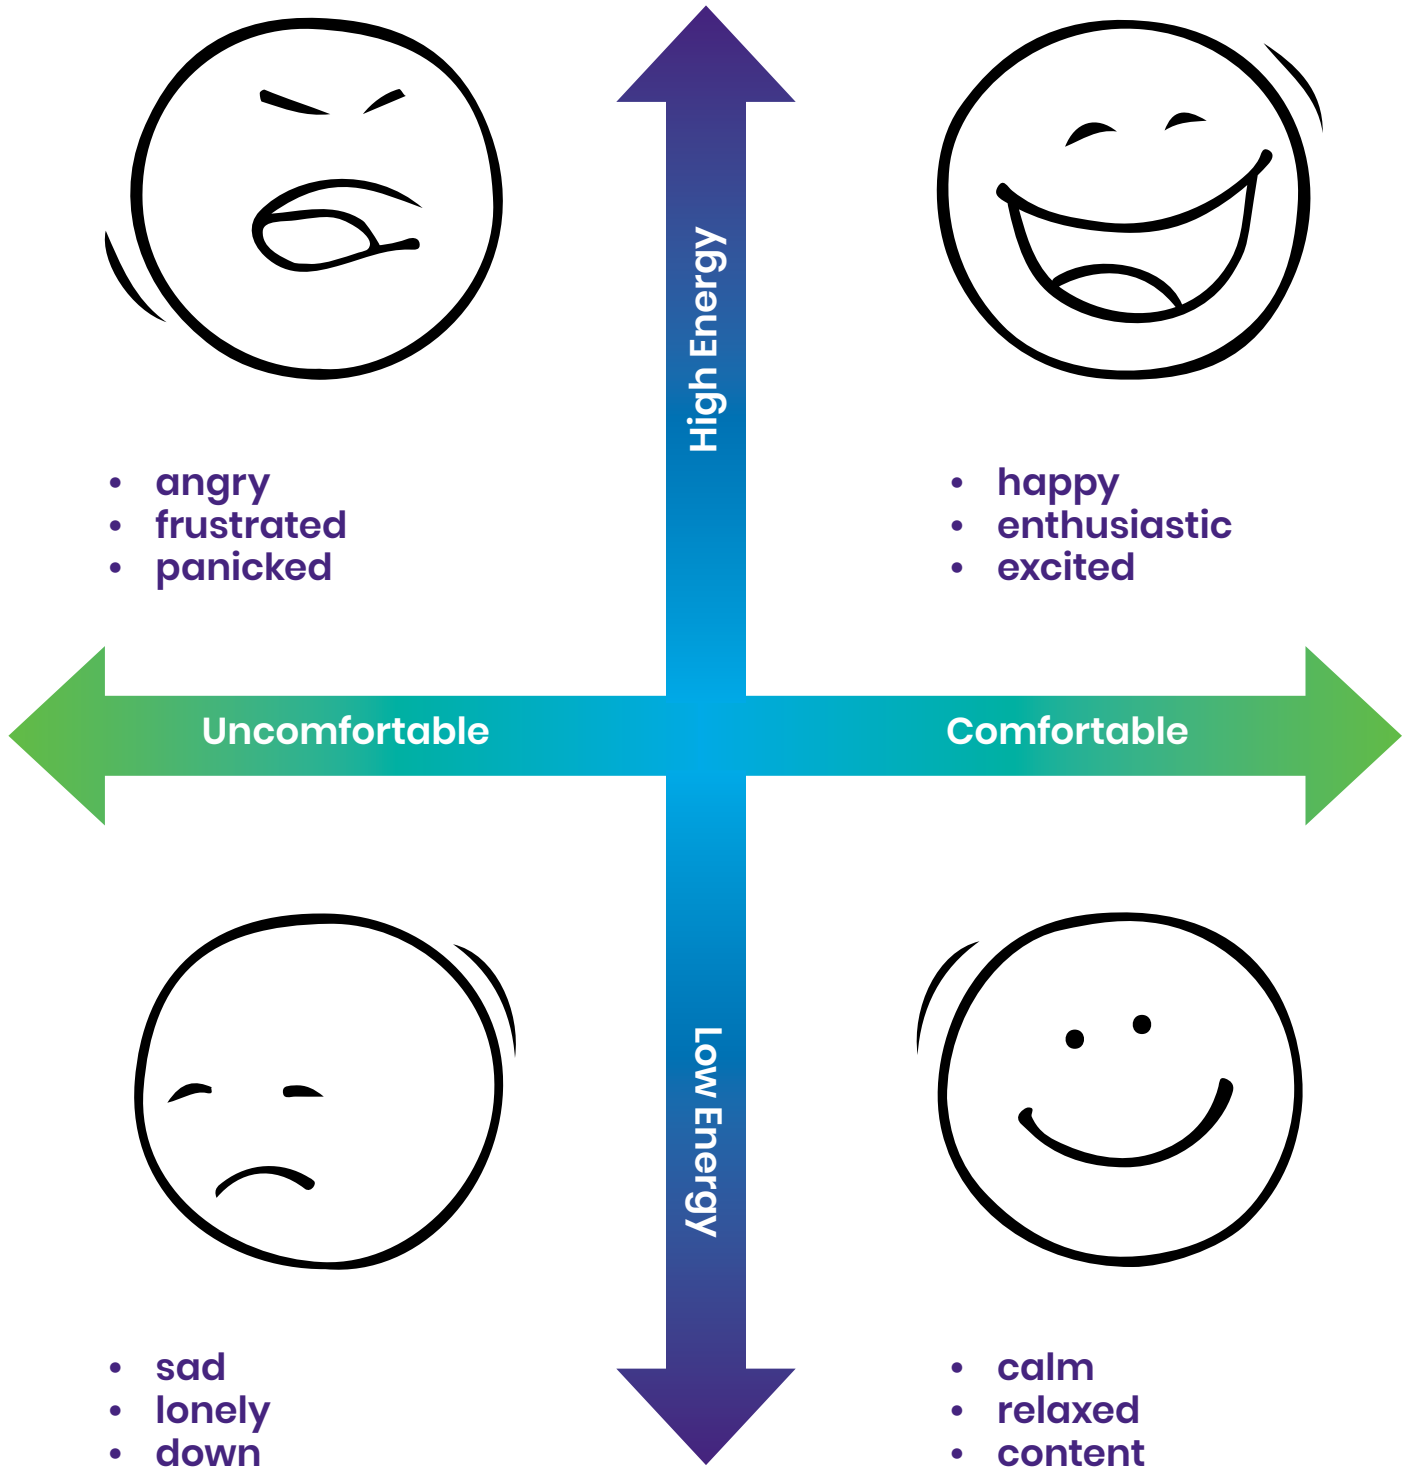 High Energy
• angry
• frustrated
• panicked
• happy
• enthusiastic
• excited
Uncomfortable
Comfortable
Low Energy
• sad
• lonely
• down
• calm
• relaxed
• content